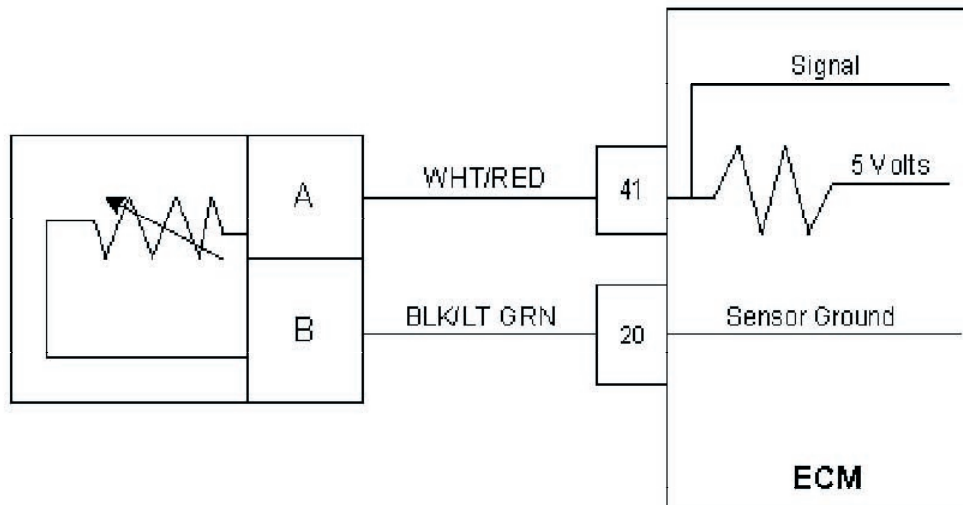 Signal
5 Volts
A
WHT/RED
41
B
BLK/LT GRN
20
Sensor Ground
ECM